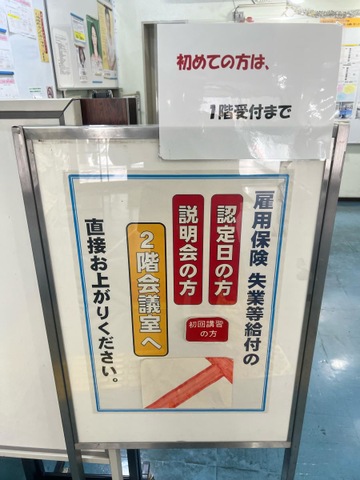 初めての方は、
1階受付まで
雇用保険 失業等給付の
認定日の方
説明会の方
初回講習
の方
2階会議室へ
直接お上がりください。